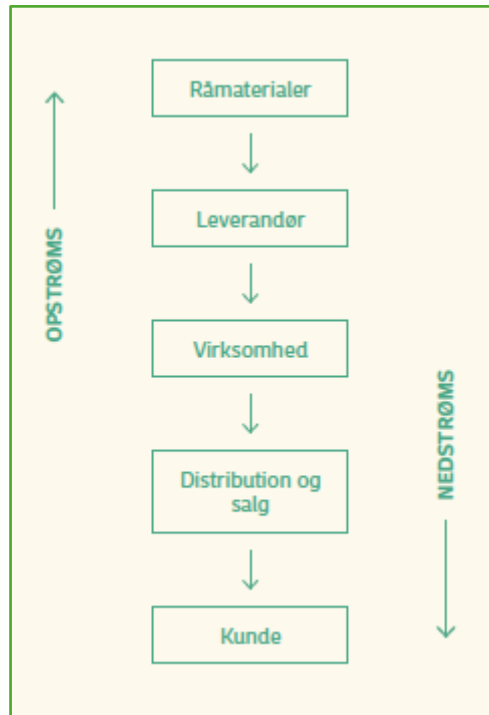 Råmaterialer
OPSTRØMS
Leverandør
Virksomhed
NEDSTRØMS
Distribution og
salg
Kunde